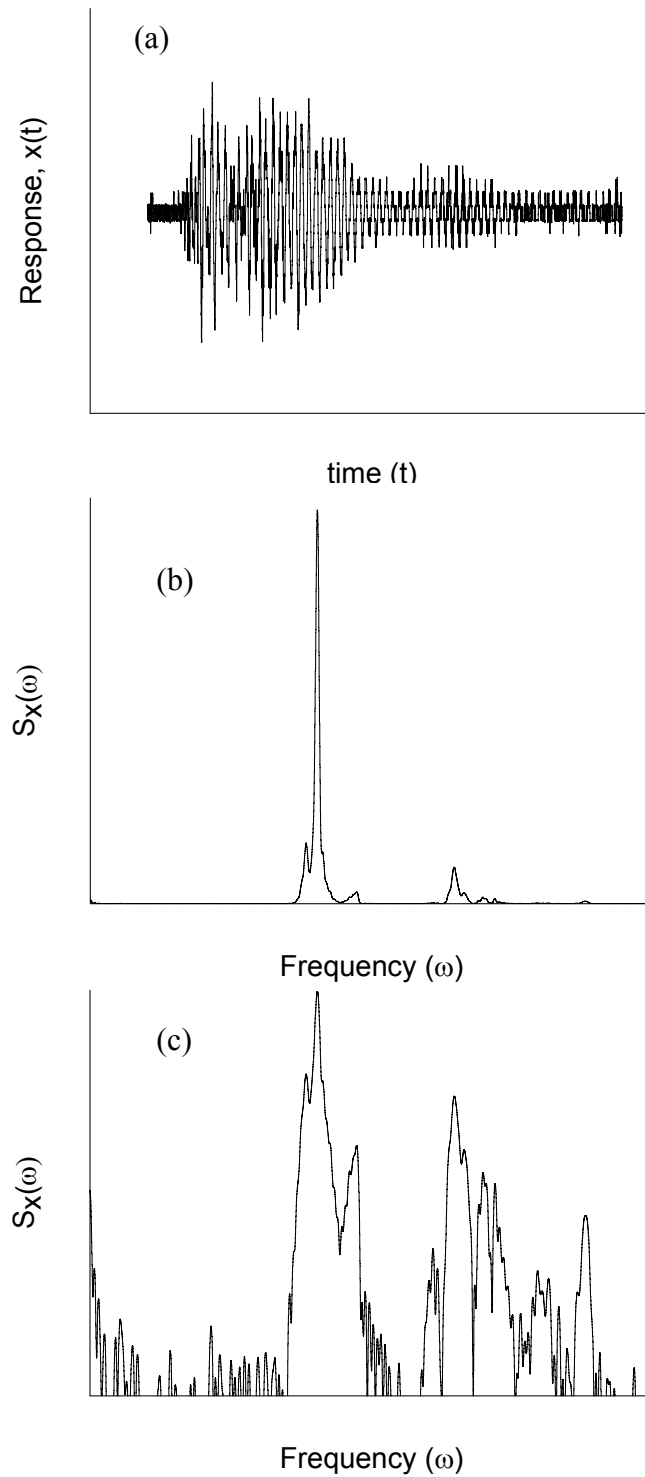 (a)
Response, x(t)
time (t)
(b)
Sx(ω)
Frequency (ω)
(c)
Sx(ω)
Frequency (ω)